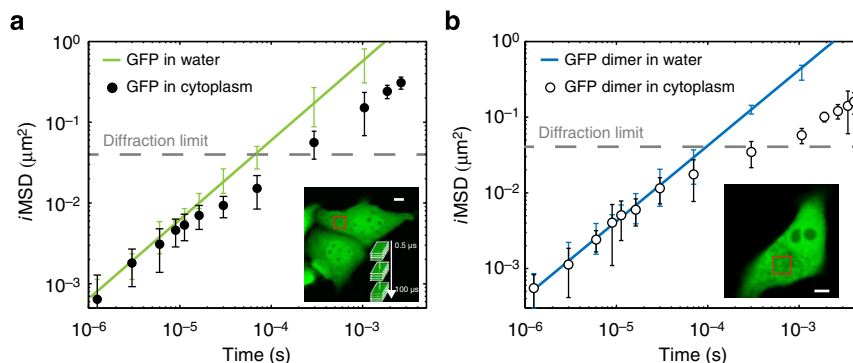 a
GFP in water
GFP in cytoplasm
Diffraction limit
iMSD (μm²)
10⁰
10⁻¹
10⁻²
10⁻³
0.5 μs
100 μs
10⁻⁶
10⁻⁵
10⁻⁴
10⁻³
Time (s)
b
GFP dimer in water
GFP dimer in cytoplasm
Diffraction limit
iMSD (μm²)
10⁰
10⁻¹
10⁻²
10⁻³
10⁻⁶
10⁻⁵
10⁻⁴
10⁻³
Time (s)